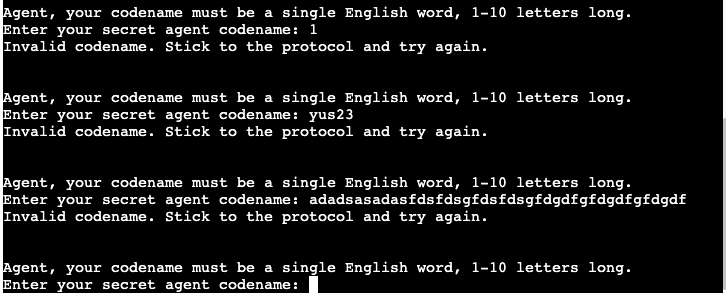 Agent, your codename must be a single English word, 1-10 letters long.
Enter your secret agent codename: 1
Invalid codename. Stick to the protocol and try again.
Agent, your codename must be a single English word, 1-10 letters long.
Enter your secret agent codename: yus23
Invalid codename. Stick to the protocol and try again.
Agent, your codename must be a single English word, 1-10 letters long.
Enter your secret agent codename: adadsasadasfdsfdsgfdsfdsgfdgdfgfdgdfgfdgdf
Invalid codename. Stick to the protocol and try again.
Agent, your codename must be a single English word, 1-10 letters long.
Enter your secret agent codename: